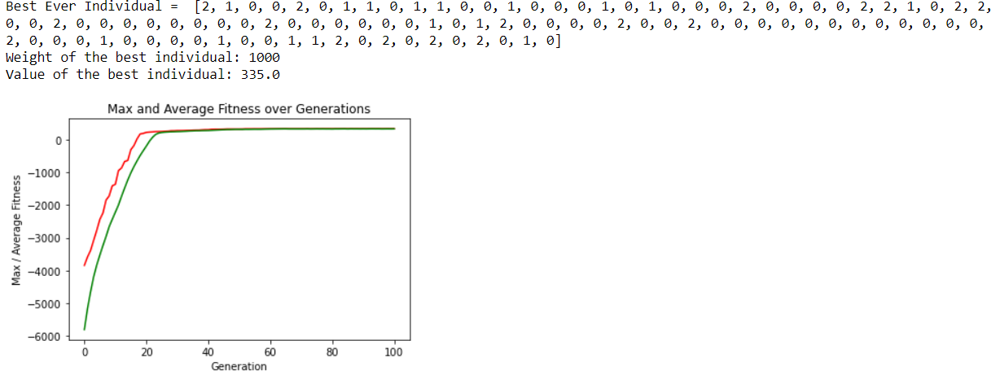 Best Ever Individual =  [2, 1, 0, 0, 2, 0, 1, 1, 0, 1, 1, 0, 0, 1, 0, 0, 0, 1, 0, 1, 0, 0, 0, 2, 0, 0, 0, 0, 2, 2, 1, 0, 2, 2,
0, 0, 2, 0, 0, 0, 0, 0, 0, 0, 0, 2, 0, 0, 0, 0, 0, 0, 1, 0, 1, 2, 0, 0, 0, 0, 2, 0, 0, 2, 0, 0, 0, 0, 0, 0, 0, 0, 0, 0, 0, 0,
2, 0, 0, 0, 1, 0, 0, 0, 0, 1, 0, 0, 1, 1, 2, 0, 2, 0, 2, 0, 2, 0, 1, 0]
Weight of the best individual: 1000
Value of the best individual: 335.0
Max and Average Fitness over Generations
0
−1000
−2000
−3000
−4000
−5000
−6000
Max / Average Fitness
0 20 40 60 80 100
Generation